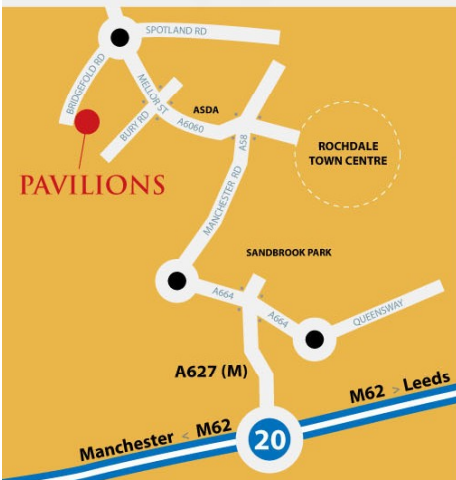 SPOTLAND RD
BRIDGEFOLD RD
MELLOR ST
ASDA
BURY RD
A6060
A58
ROCHDALE
TOWN CENTRE
PAVILIONS
MANCHESTER RD
SANDBROOK PARK
A664
A664
QUEENSWAY
A627 (M)
M62 > Leeds
Manchester < M62
20